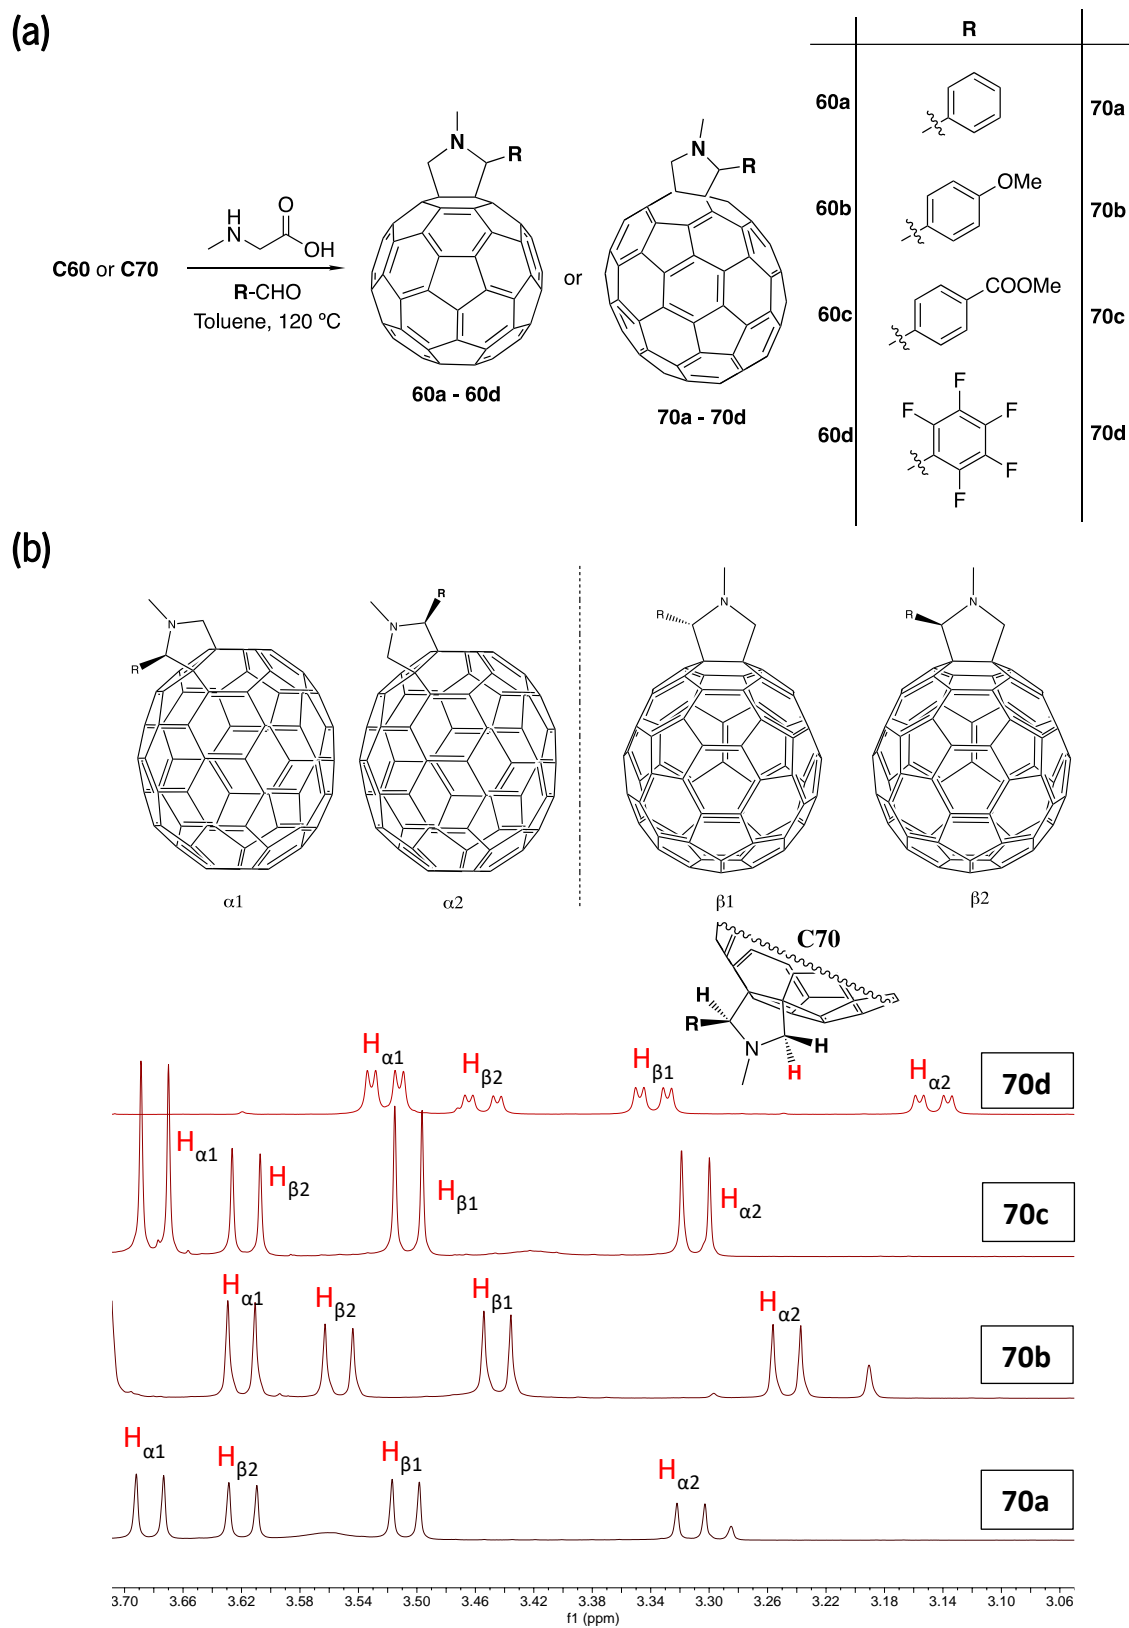 (a)
R
60a
70a
N
R
N
R
OMe
60b
70b
H
N
O
OH
C60 or C70
R-CHO
Toluene, 120 ºC
or
COOMe
60c
70c
60a - 60d
70a - 70d
F
F
F
F
F
60d
70d
(b)
N
R
R
N
N
R
N
R
α1
α2
β1
β2
C70
H
R
N
H
H
Hα1
Hβ2
Hβ1
Hα2
70d
Hα1
Hβ2
Hβ1
Hα2
70c
Hα1
Hβ2
Hβ1
Hα2
70b
Hα1
Hβ2
Hβ1
Hα2
70a
3.70 3.66 3.62 3.58 3.54 3.50 3.46 3.42 3.38 3.34 3.30 3.26 3.22 3.18 3.14 3.10 3.06
f1 (ppm)